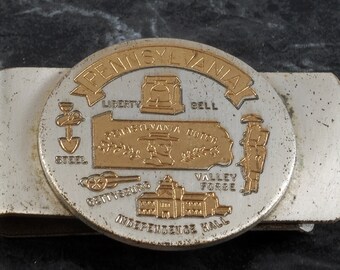 PENNSYLVANIA
LIBERTY BELL
STEEL
VALLEY
FORGE
GETTYSBURG
INDEPENDENCE HALL